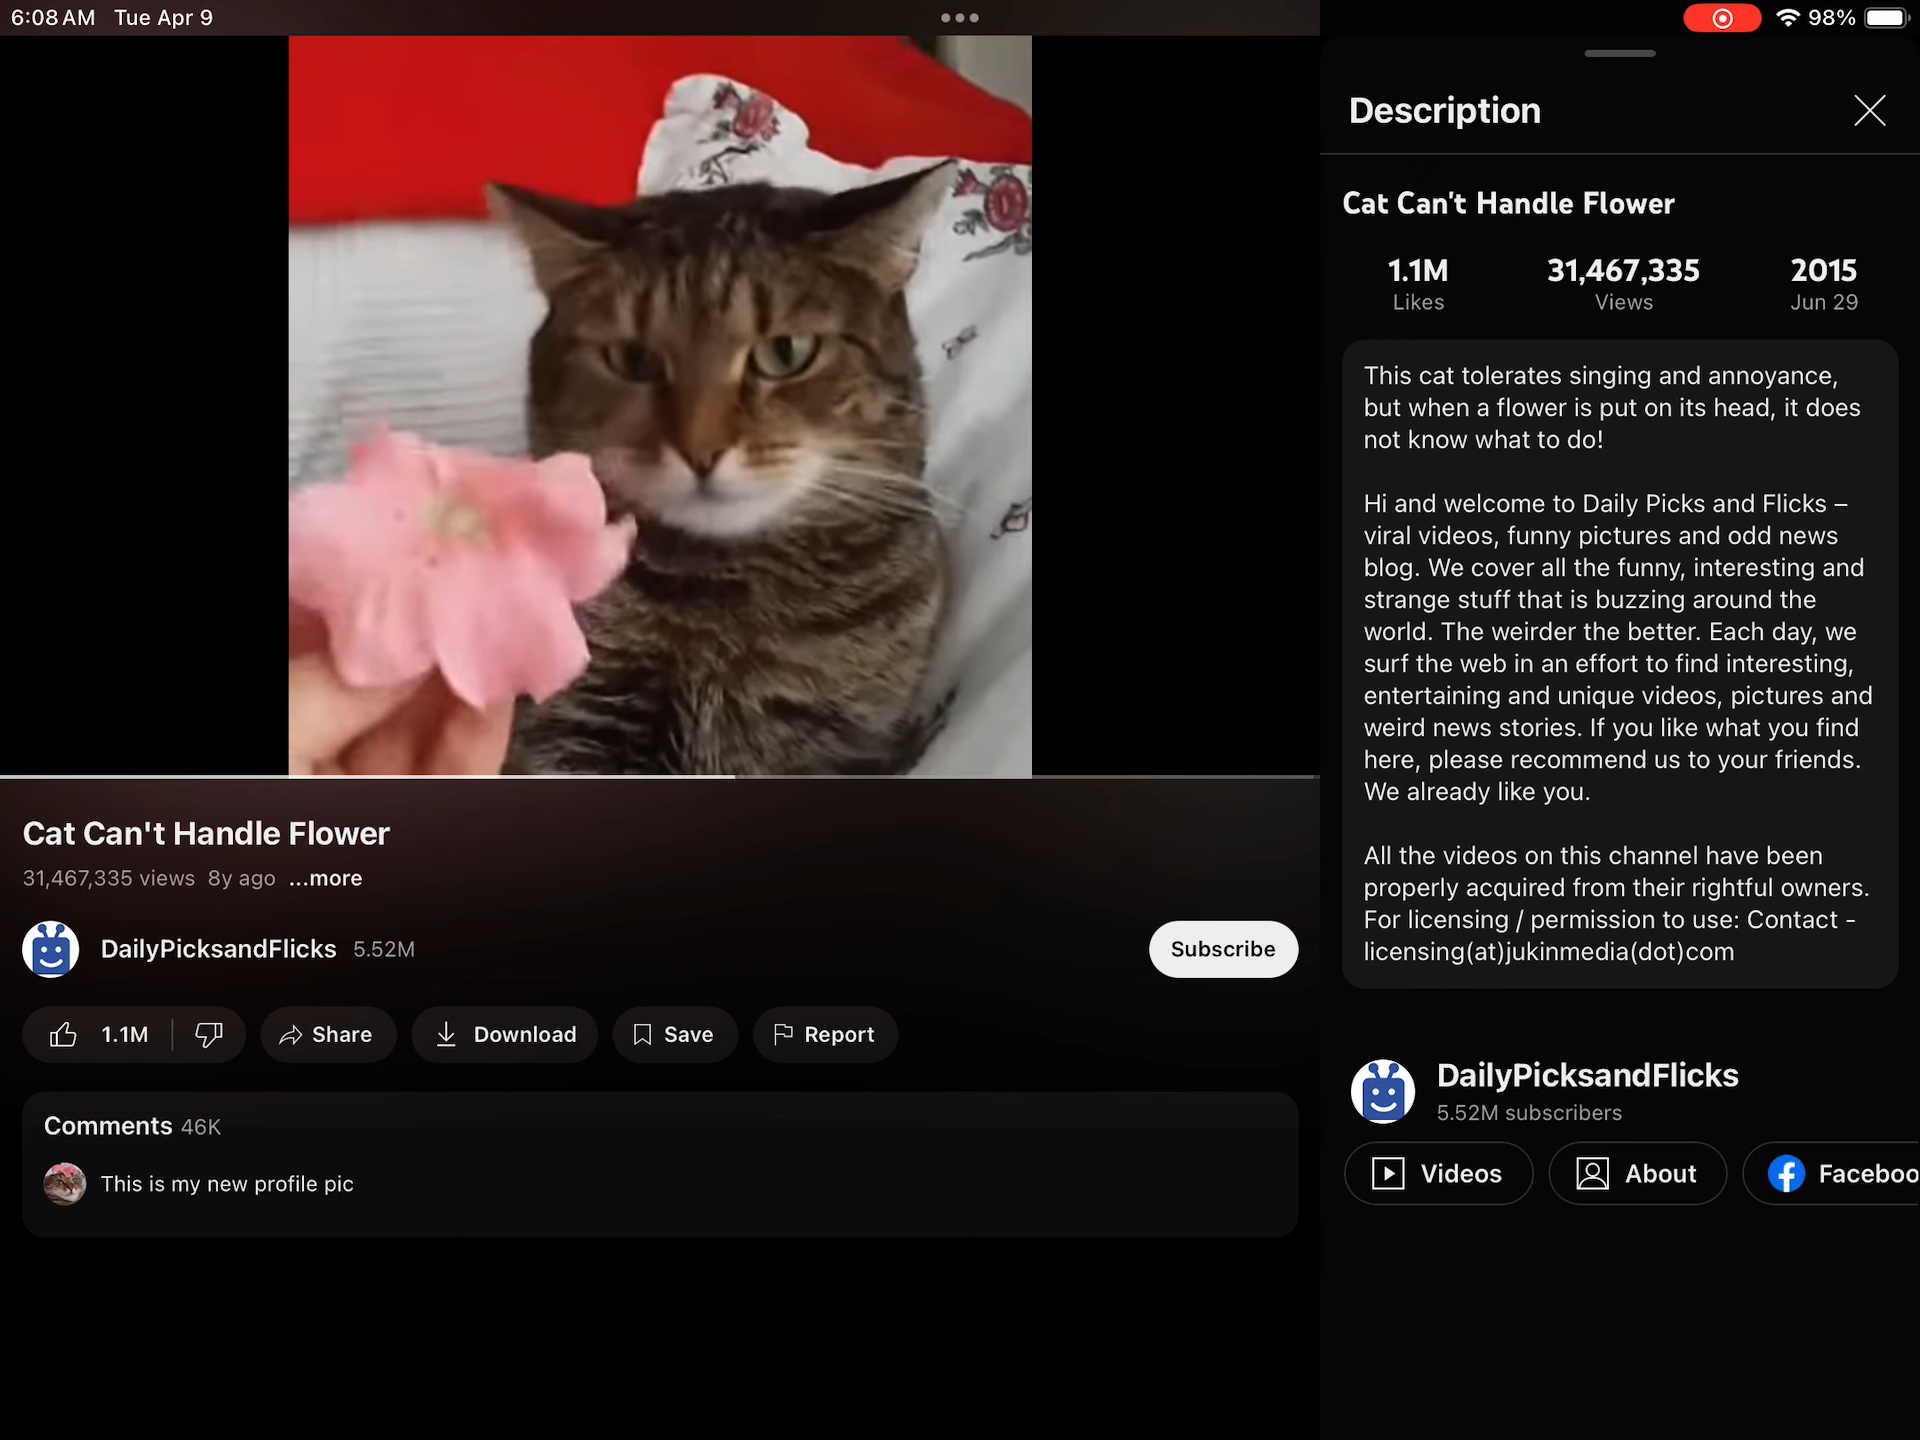 6:08 AM Tue Apr 9
98%
Cat Can't Handle Flower
31,467,335 views 8y ago ...more
DailyPicksandFlicks 5.52M
Subscribe
1.1M
Share
Download
Save
Report
Comments 46K
This is my new profile pic
Description
Cat Can't Handle Flower
1.1M
Likes
31,467,335
Views
2015
Jun 29
This cat tolerates singing and annoyance,
but when a flower is put on its head, it does
not know what to do!
Hi and welcome to Daily Picks and Flicks –
viral videos, funny pictures and odd news
blog. We cover all the funny, interesting and
strange stuff that is buzzing around the
world. The weirder the better. Each day, we
surf the web in an effort to find interesting,
entertaining and unique videos, pictures and
weird news stories. If you like what you find
here, please recommend us to your friends.
We already like you.
All the videos on this channel have been
properly acquired from their rightful owners.
For licensing / permission to use: Contact -
licensing(at)jukinmedia(dot)com
DailyPicksandFlicks
5.52M subscribers
Videos
About
Faceboo